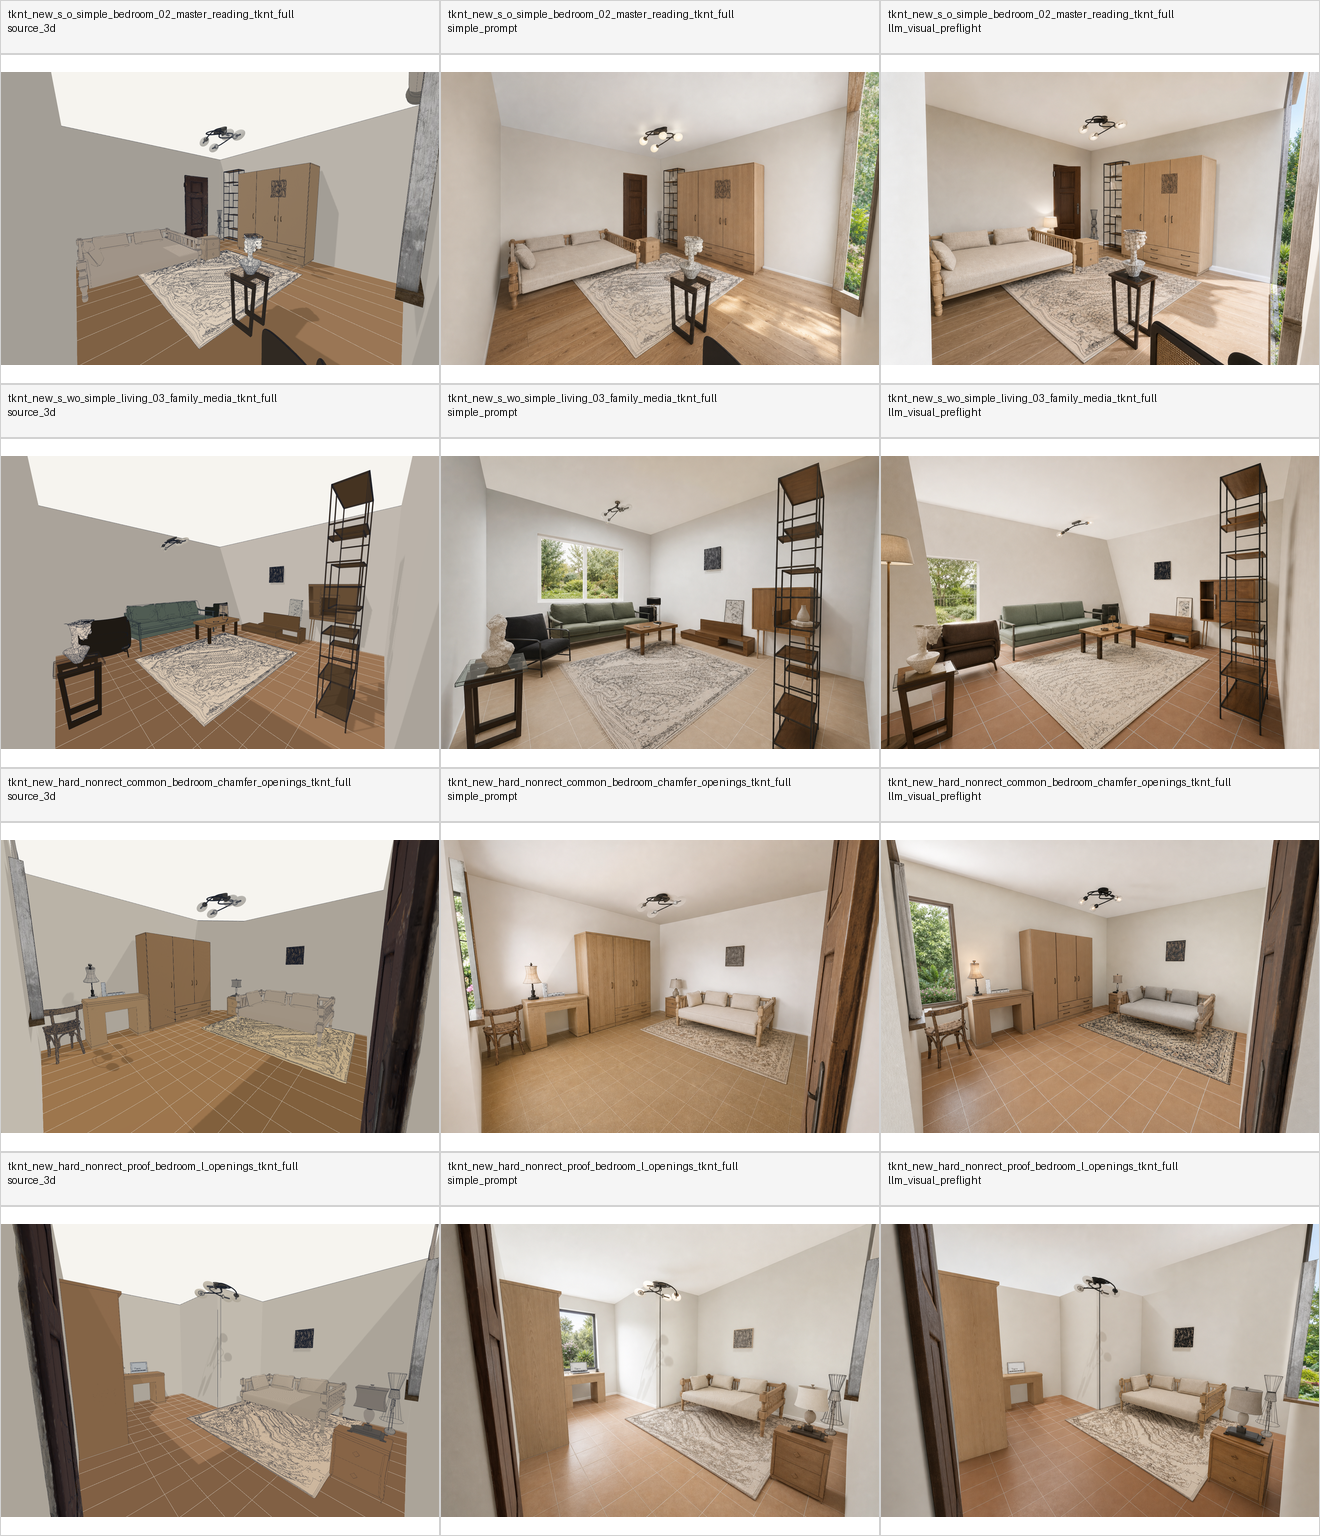 tknt_new_s_o_simple_bedroom_02_master_reading_tknt_full
source_3d
tknt_new_s_o_simple_bedroom_02_master_reading_tknt_full
simple_prompt
tknt_new_s_o_simple_bedroom_02_master_reading_tknt_full
llm_visual_preflight
tknt_new_s_wo_simple_living_03_family_media_tknt_full
source_3d
tknt_new_s_wo_simple_living_03_family_media_tknt_full
simple_prompt
tknt_new_s_wo_simple_living_03_family_media_tknt_full
llm_visual_preflight
tknt_new_hard_nonrect_common_bedroom_chamfer_openings_tknt_full
source_3d
tknt_new_hard_nonrect_common_bedroom_chamfer_openings_tknt_full
simple_prompt
tknt_new_hard_nonrect_common_bedroom_chamfer_openings_tknt_full
llm_visual_preflight
tknt_new_hard_nonrect_proof_bedroom_l_openings_tknt_full
source_3d
tknt_new_hard_nonrect_proof_bedroom_l_openings_tknt_full
simple_prompt
tknt_new_hard_nonrect_proof_bedroom_l_openings_tknt_full
llm_visual_preflight